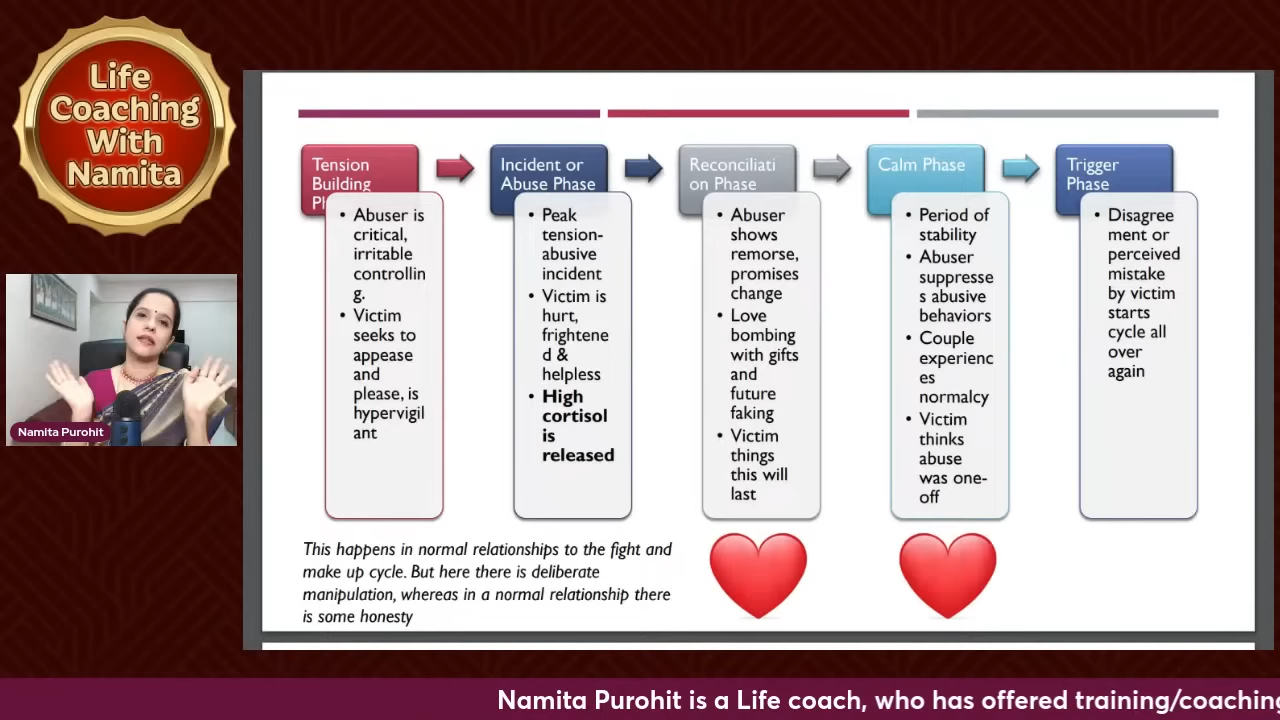 Life
Coaching
With
Namita
Namita Purohit
Tension
Building
Incident or
Abuse Phase
Reconciliati
on Phase
Calm Phase
Trigger
Phase
• Abuser is
critical,
irritable
controllin
g.
• Victim
seeks to
appease
and
please, is
hypervigil
ant
• Peak
tension-
abusive
incident
• Victim is
hurt,
frightene
d &
helpless
• High
cortisol
is
released
• Abuser
shows
remorse,
promises
change
• Love
bombing
with gifts
and
future
faking
• Victim
things
this will
last
• Period of
stability
• Abuser
suppresse
s abusive
behaviors
• Couple
experienc
es
normalcy
• Victim
thinks
abuse
was one-
off
• Disagree
ment or
perceived
mistake
by victim
starts
cycle all
over
again
This happens in normal relationships to the fight and
make up cycle. But here there is deliberate
manipulation, whereas in a normal relationship there
is some honesty
Namita Purohit is a Life coach, who has offered training/coaching